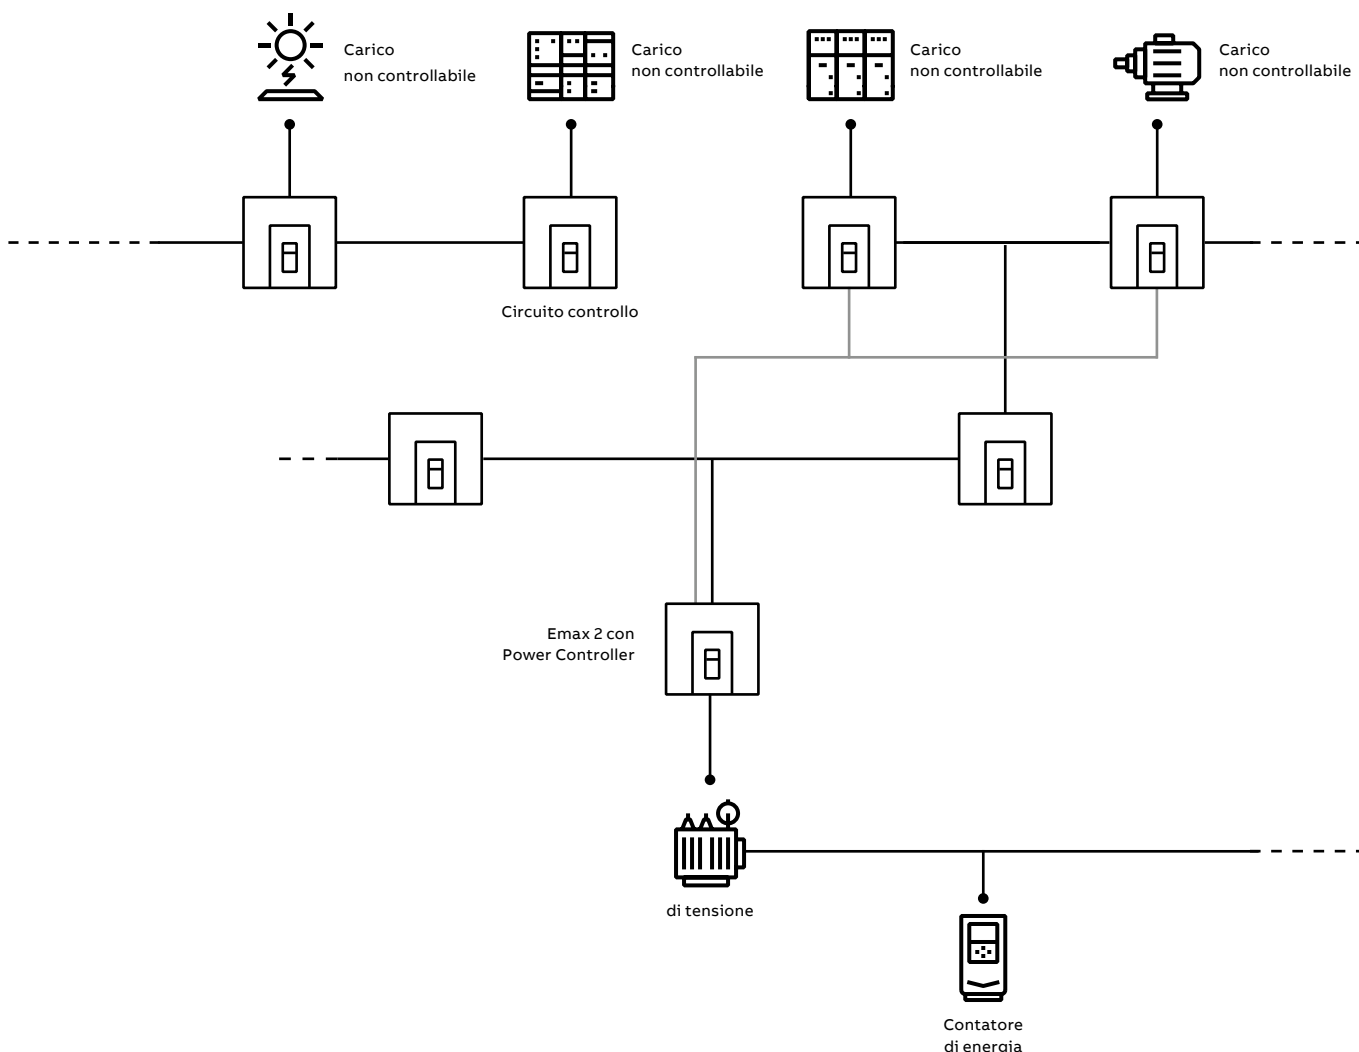 Carico
non controllabile
Carico
non controllabile
Carico
non controllabile
Carico
non controllabile
Circuito controllo
Emax 2 con
Power Controller
di tensione
Contatore
di energia